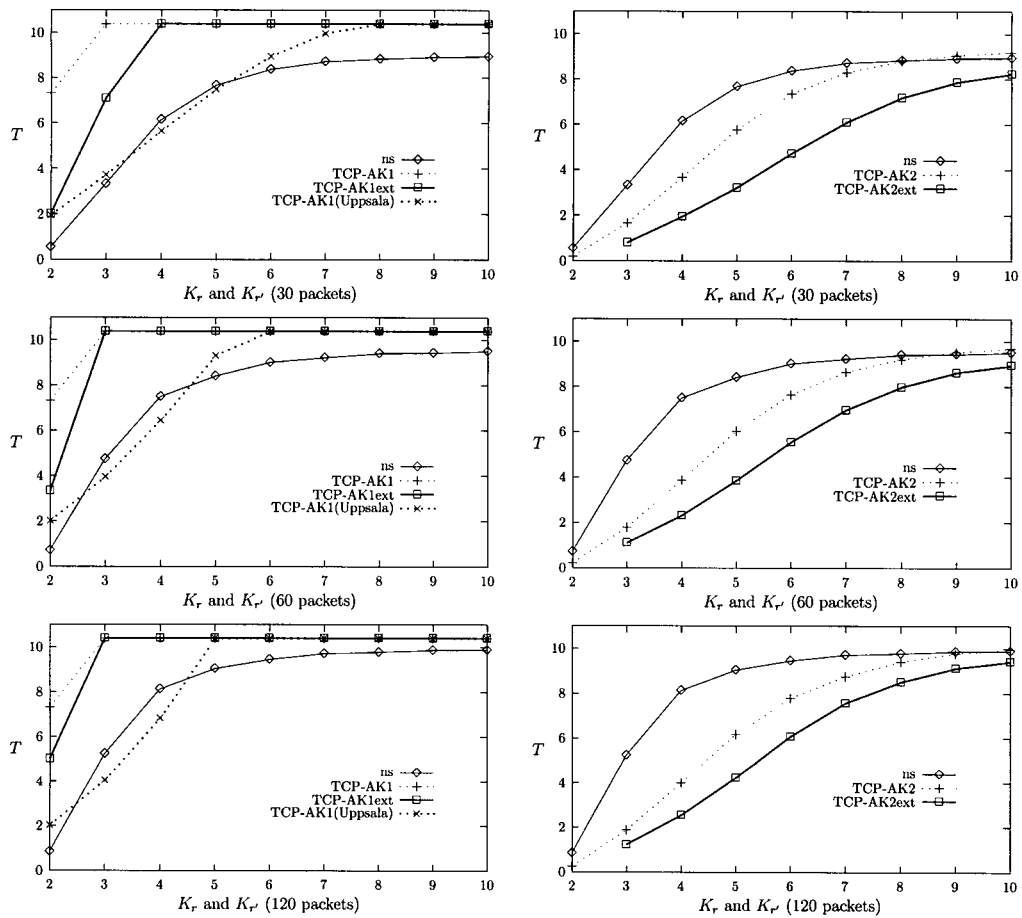 10
8
6
T
4
2
0
ns
TCP-AK1
TCP-AK1ext
TCP-AK1(Uppsala)
2 3 4 5 6 7 8 9 10
K_r and K_{r'} (30 packets)
10
8
6
T
4
2
0
ns
TCP-AK2
TCP-AK2ext
2 3 4 5 6 7 8 9 10
K_r and K_{r'} (30 packets)
10
8
6
T
4
2
0
ns
TCP-AK1
TCP-AK1ext
TCP-AK1(Uppsala)
2 3 4 5 6 7 8 9 10
K_r and K_{r'} (60 packets)
10
8
6
T
4
2
0
ns
TCP-AK2
TCP-AK2ext
2 3 4 5 6 7 8 9 10
K_r and K_{r'} (60 packets)
10
8
6
T
4
2
0
ns
TCP-AK1
TCP-AK1ext
TCP-AK1(Uppsala)
2 3 4 5 6 7 8 9 10
K_r and K_{r'} (120 packets)
10
8
6
T
4
2
0
ns
TCP-AK2
TCP-AK2ext
2 3 4 5 6 7 8 9 10
K_r and K_{r'} (120 packets)